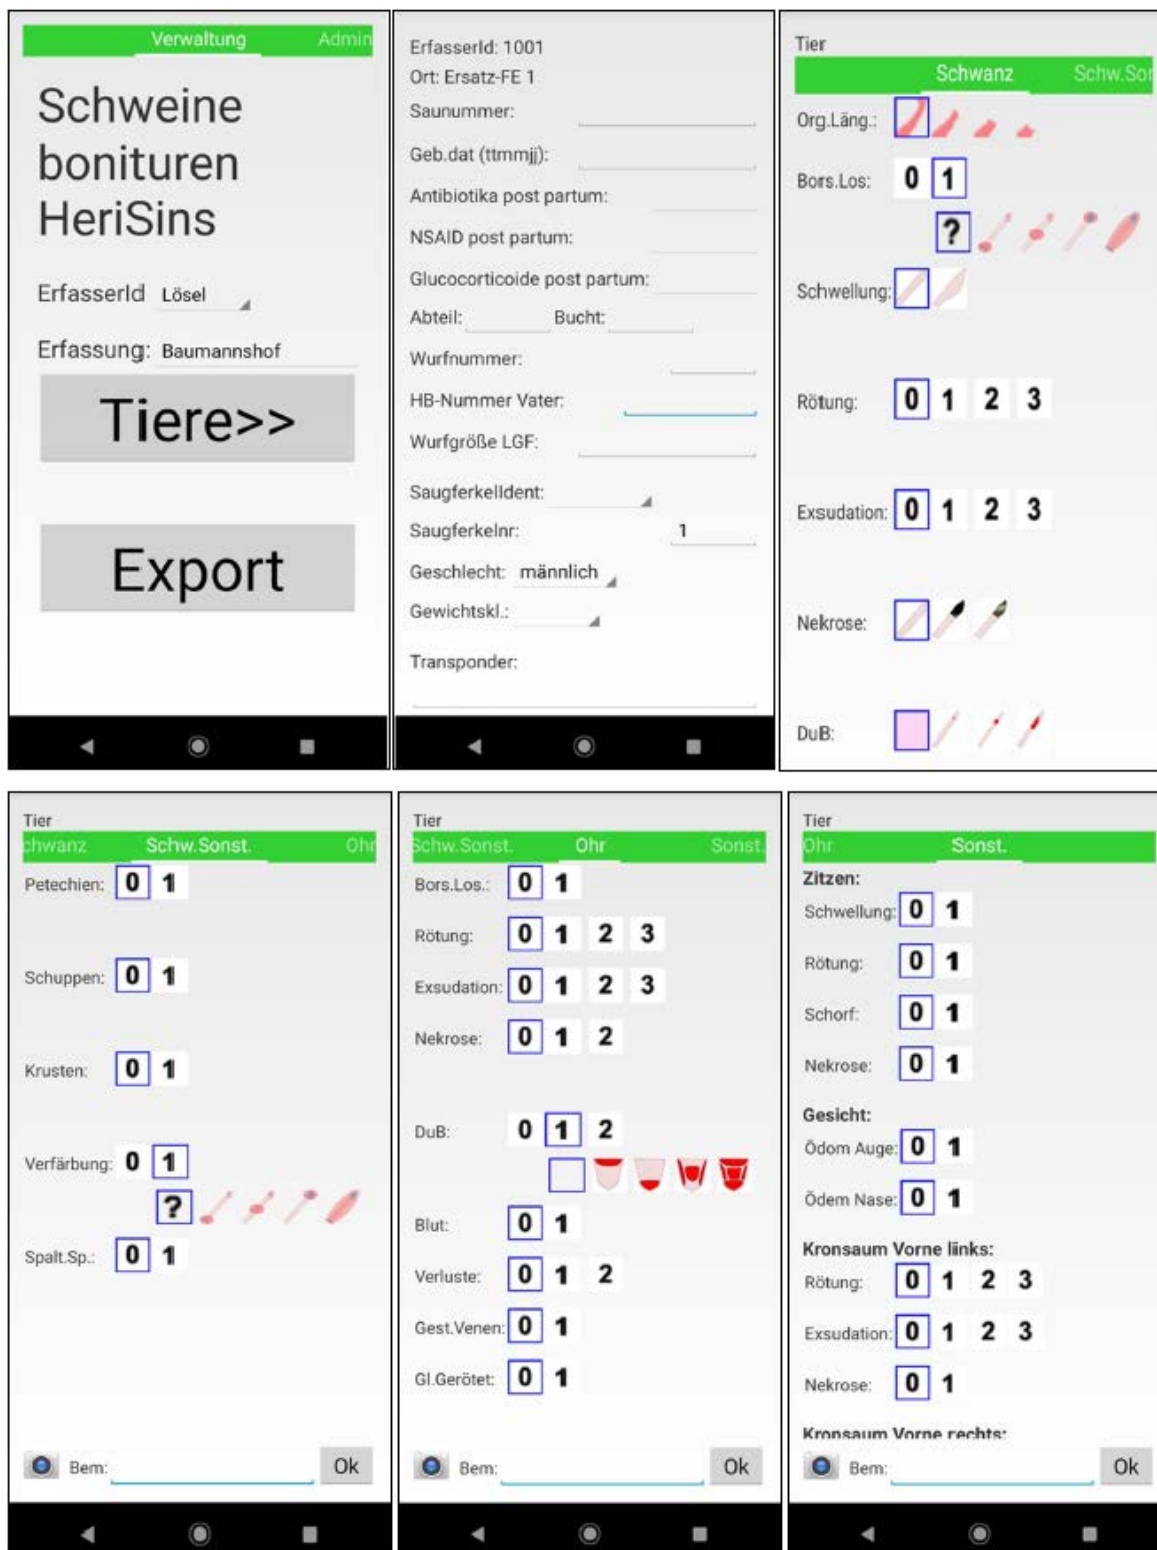 Verwaltung Admin
Schweine
bonituren
HeriSins
ErfasserId Lösel
Erfassung: Baumannshof
Tiere>>
Export
ErfasserId: 1001
Ort: Ersatz-FE 1
Saunummer:
Geb.dat (ttmmjj):
Antibiotika post partum:
NSAID post partum:
Glucocorticoide post partum:
Abteil: Bucht:
Wurfnummer:
HB-Nummer Vater:
Wurfgröße LGF:
SaugferkelIdent:
Saugferkelnr: 1
Geschlecht: männlich
Gewichtskl.:
Transponder:
Tier
Schwanz Schw.Sor
Org.Läng.:
Bors.Los: 0 1
?
Schwellung:
Rötung: 0 1 2 3
Exsudation: 0 1 2 3
Nekrose:
DuB:
Tier
chwanz Schw.Sonst. Ohr
Petechien: 0 1
Schuppen: 0 1
Krusten: 0 1
Verfärbung: 0 1
?
Spalt.Sp.: 0 1
Bem: Ok
Tier
Schw.Sonst. Ohr Sonst.
Bors.Los.: 0 1
Rötung: 0 1 2 3
Exsudation: 0 1 2 3
Nekrose: 0 1 2
DuB: 0 1 2
Blut: 0 1
Verluste: 0 1 2
Gest.Venen: 0 1
Gl.Gerötet: 0 1
Bem: Ok
Tier
Ohr Sonst.
Zitzen:
Schwellung: 0 1
Rötung: 0 1
Schorf: 0 1
Nekrose: 0 1
Gesicht:
Ödom Auge: 0 1
Ödem Nase: 0 1
Kronsaum Vorne links:
Rötung: 0 1 2 3
Exsudation: 0 1 2 3
Nekrose: 0 1
Kronsaum Vorne rechts:
Bem: Ok